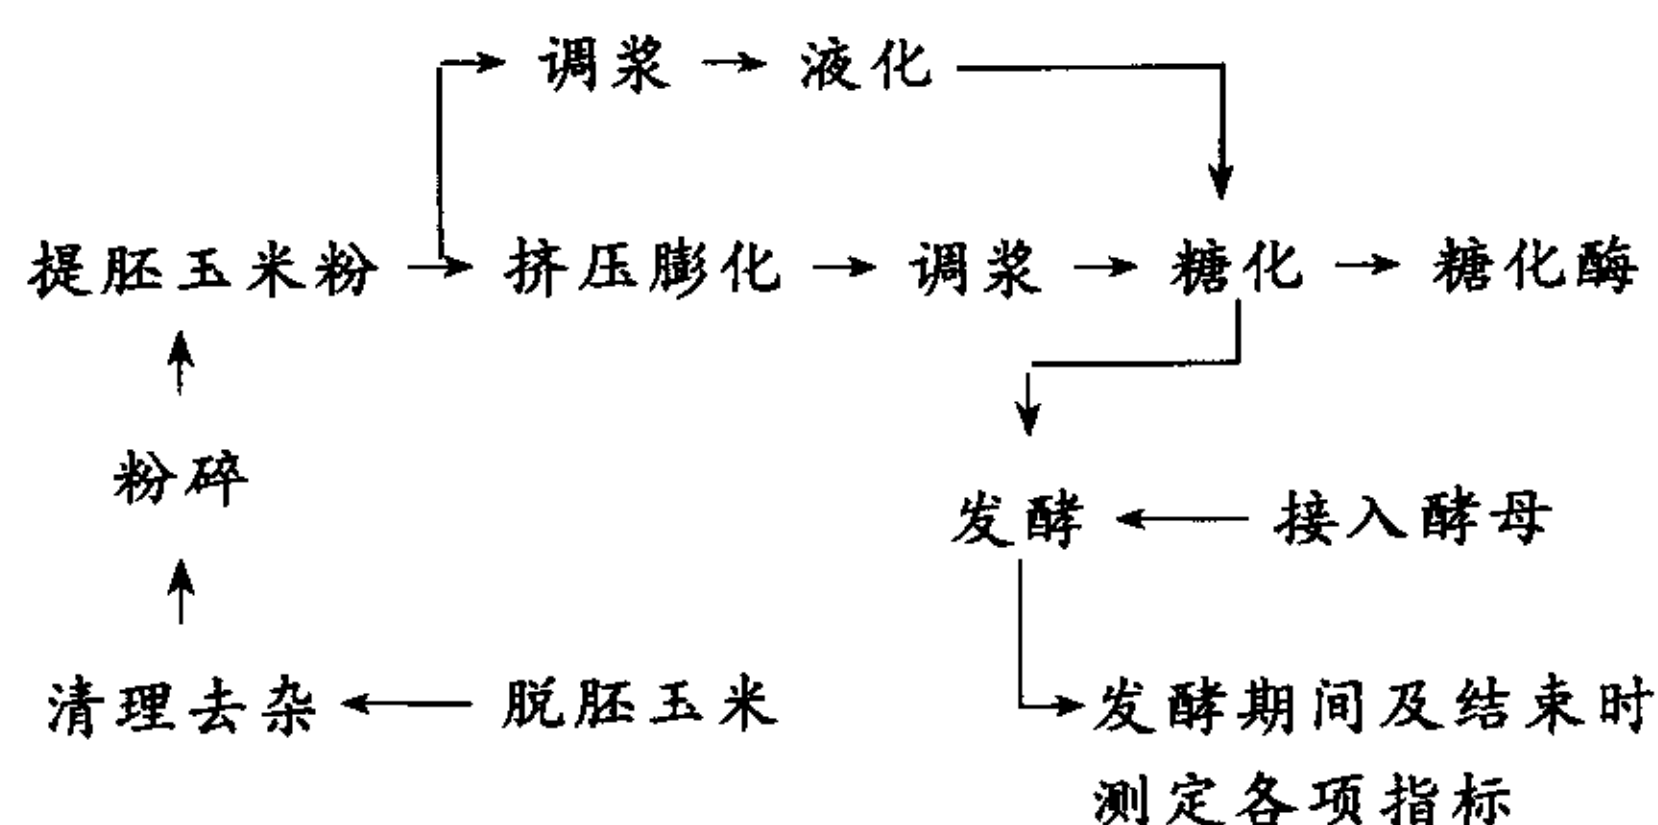 调浆 液化
提胚玉米粉 挤压膨化 调浆 糖化 糖化酶
粉碎
发酵 接入酵母
清理去杂 脱胚玉米 发酵期间及结束时
测定各项指标